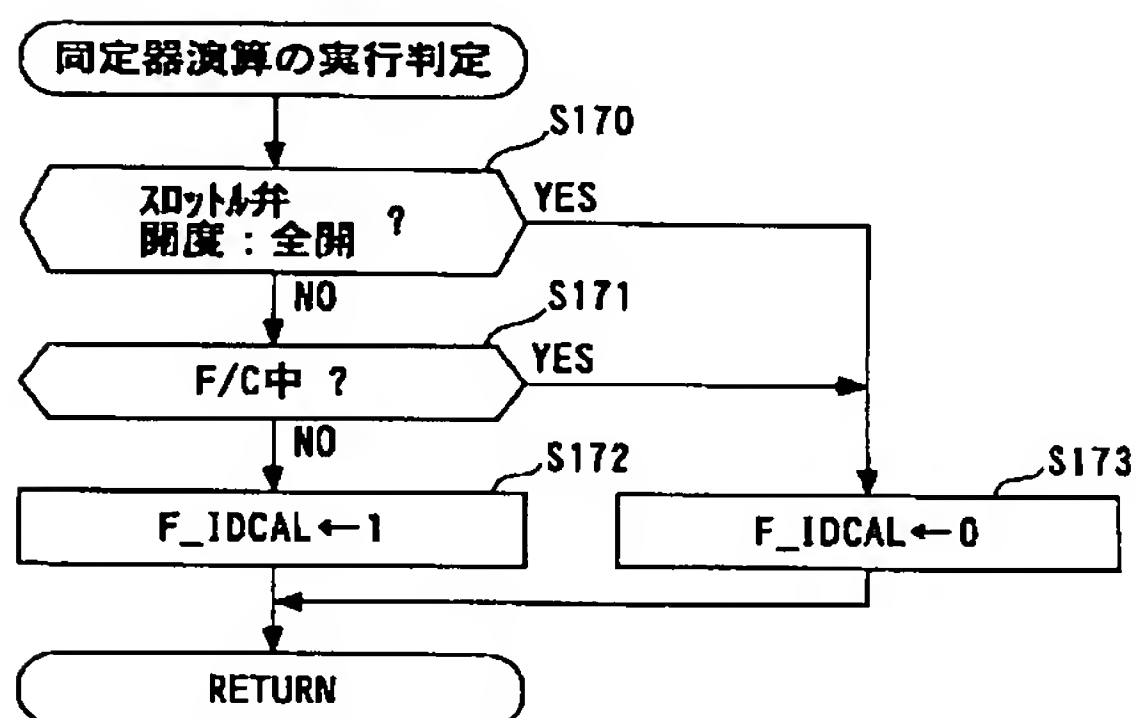 同定器演算の実行判定
S170
スロットル弁
開度:全開 ?
YES
NO
S171
F/C中 ?
YES
NO
S172
F_IDCAL←1
S173
F_IDCAL←0
RETURN